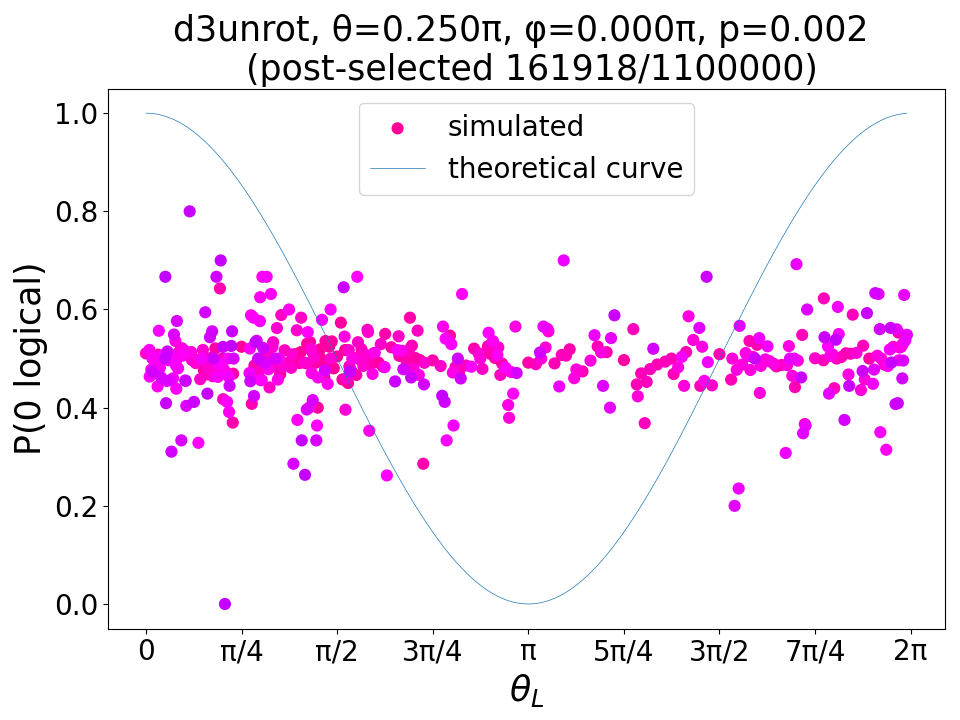 d3unrot, θ=0.250π, φ=0.000π, p=0.002
(post-selected 161918/1100000)
simulated
theoretical curve
P(0 logical)
1.0
0.8
0.6
0.4
0.2
0.0
0 π/4 π/2 3π/4 π 5π/4 3π/2 7π/4 2π
θ_L